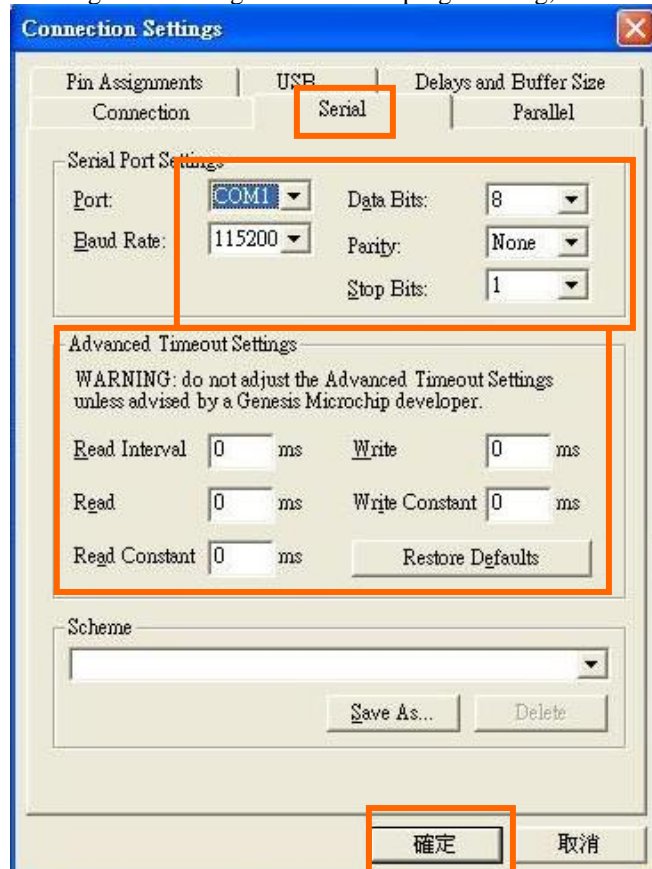 Connection Settings
Pin Assignments USB Delays and Buffer Size
Connection Serial Parallel
Serial Port Settings
Port: COM1 Data Bits: 8
Baud Rate: 115200 Parity: None
Stop Bits: 1
Advanced Timeout Settings
WARNING: do not adjust the Advanced Timeout Settings
unless advised by a Genesis Microchip developer.
Read Interval 0 ms Write 0 ms
Read 0 ms Write Constant 0 ms
Read Constant 0 ms Restore Defaults
Scheme
Save As... Delete
確定 取消